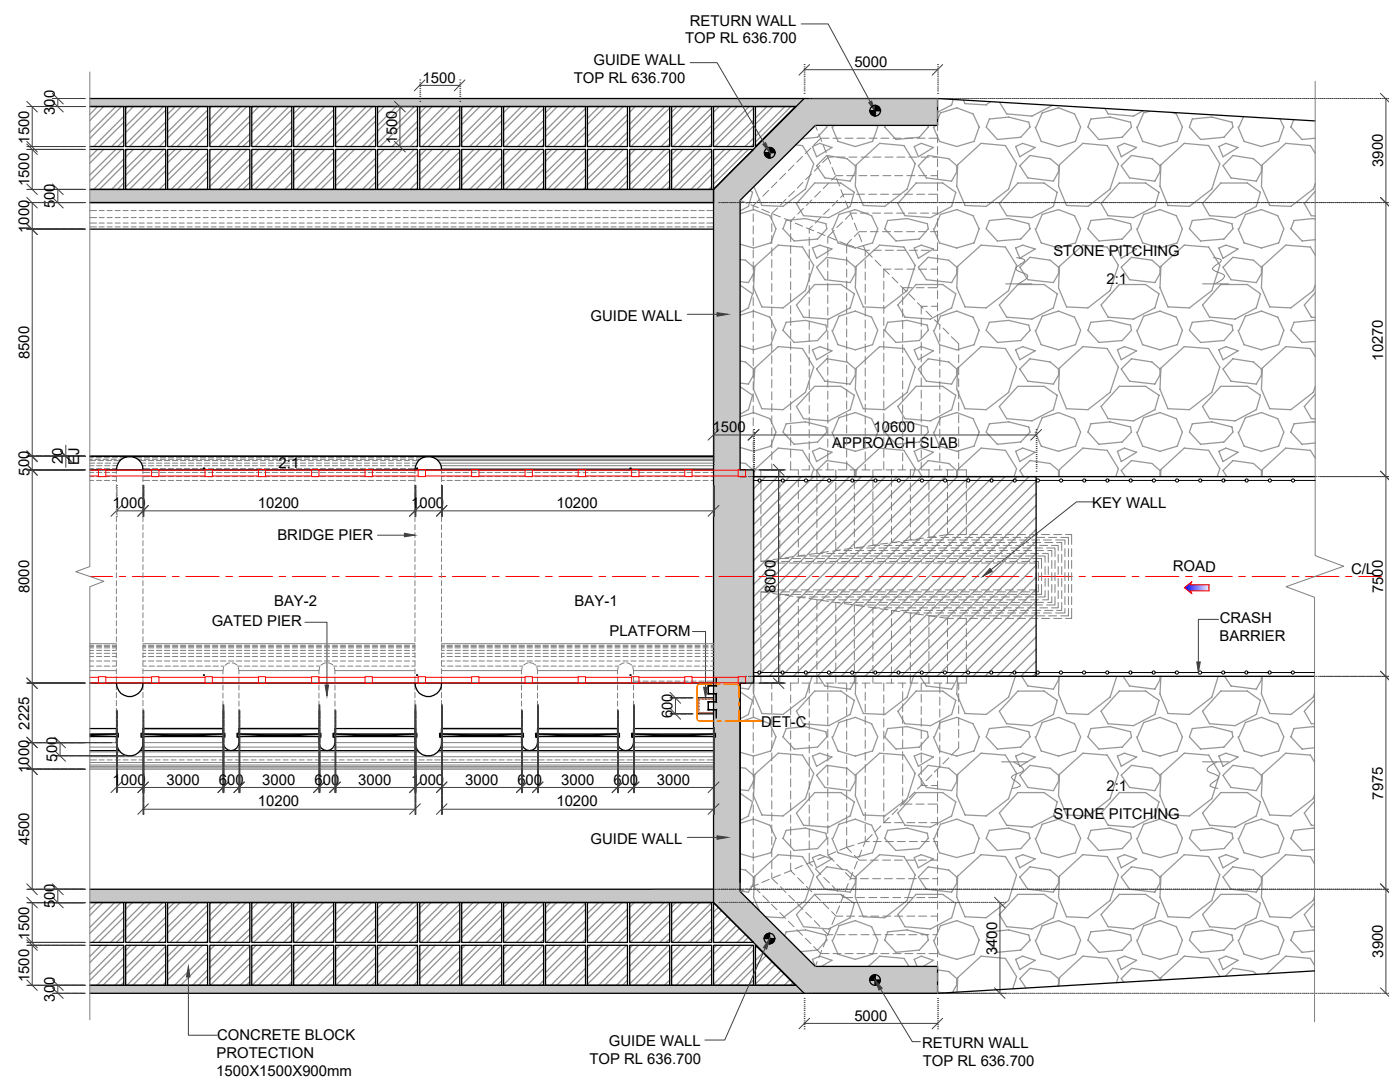 RETURN WALL
TOP RL 636.700
GUIDE WALL
TOP RL 636.700
5000
1500
300
1500
1500
1500
500
1000
3900
STONE PITCHING
2:1
GUIDE WALL
8500
10270
1500
10600
APPROACH SLAB
20
EJ
500
2:1
1000
10200
1000
10200
KEY WALL
BRIDGE PIER
8000
8000
ROAD
C/L
7500
BAY-2
BAY-1
GATED PIER
PLATFORM
CRASH
BARRIER
600
DET-C
2225
500
1000
1000
3000
600
3000
600
3000
1000
3000
600
3000
600
3000
10200
10200
2:1
STONE PITCHING
7975
4500
GUIDE WALL
500
1500
1500
300
3400
3900
5000
CONCRETE BLOCK
PROTECTION
1500X1500X900mm
GUIDE WALL
TOP RL 636.700
RETURN WALL
TOP RL 636.700